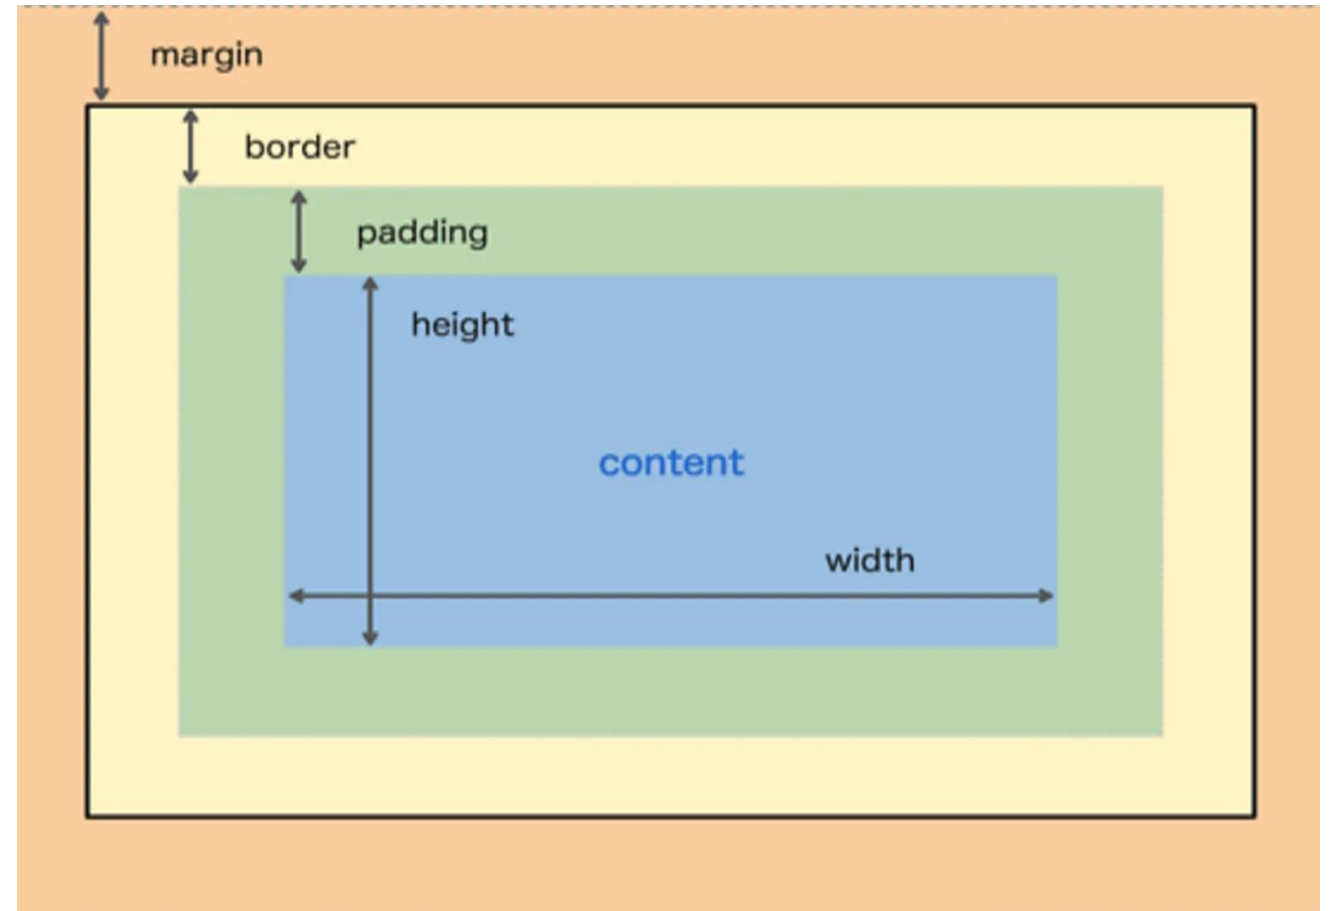 margin
border
padding
height
content
width